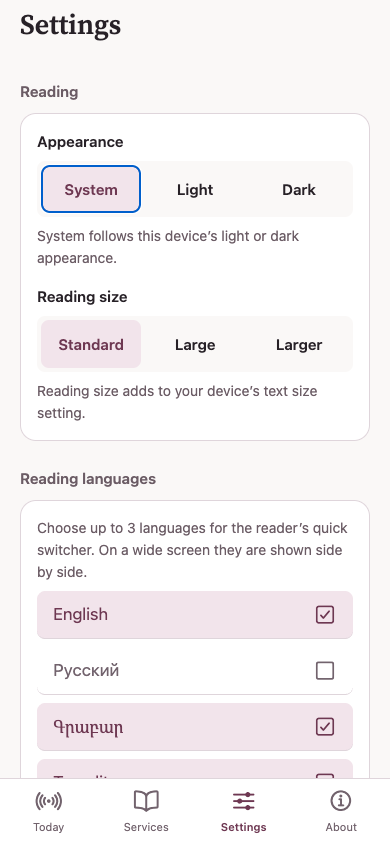 Settings
Reading
Appearance
System
Light
Dark
System follows this device’s light or dark
appearance.
Reading size
Standard
Large
Larger
Reading size adds to your device’s text size
setting.
Reading languages
Choose up to 3 languages for the reader’s quick
switcher. On a wide screen they are shown side
by side.
English
Русский
Գրաբար
Today
Services
Settings
About